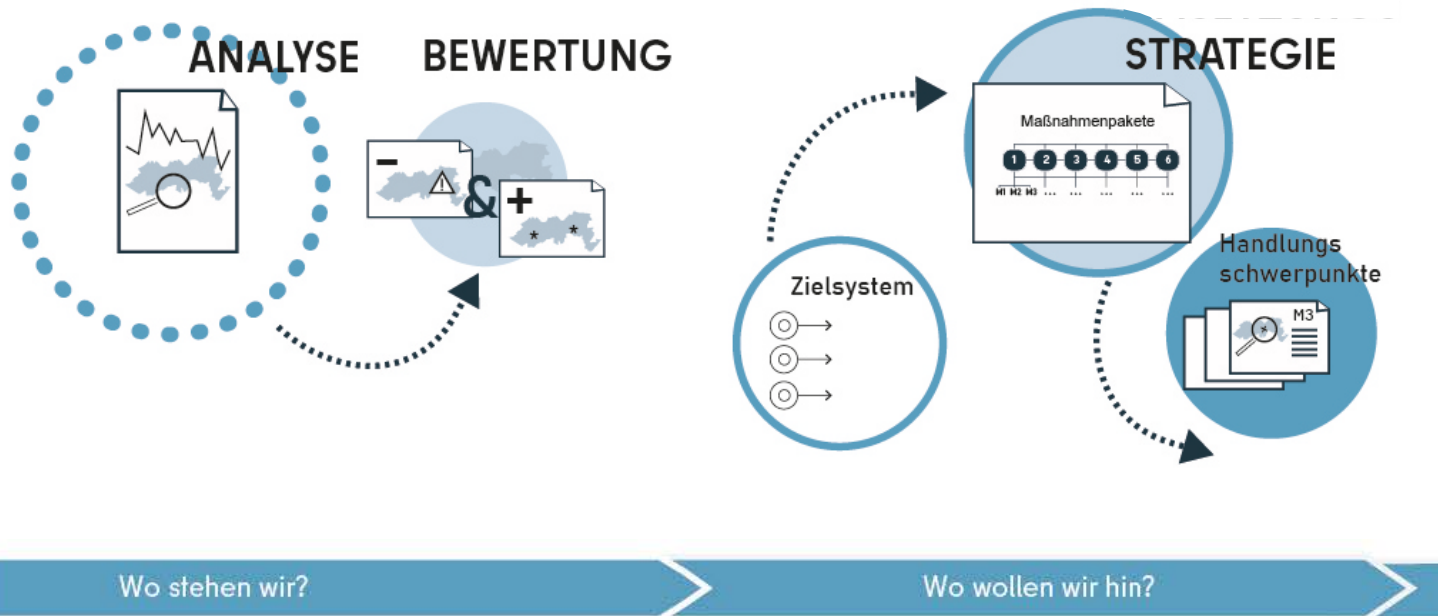 ANALYSE
BEWERTUNG
-
&
+
* *
Zielsystem
STRATEGIE
Maßnahmenpakete
1 2 3 4 5 6
M1 M2 M3 ... ... ... ... ...
Handlungs
schwerpunkte
M3
Wo stehen wir?
Wo wollen wir hin?